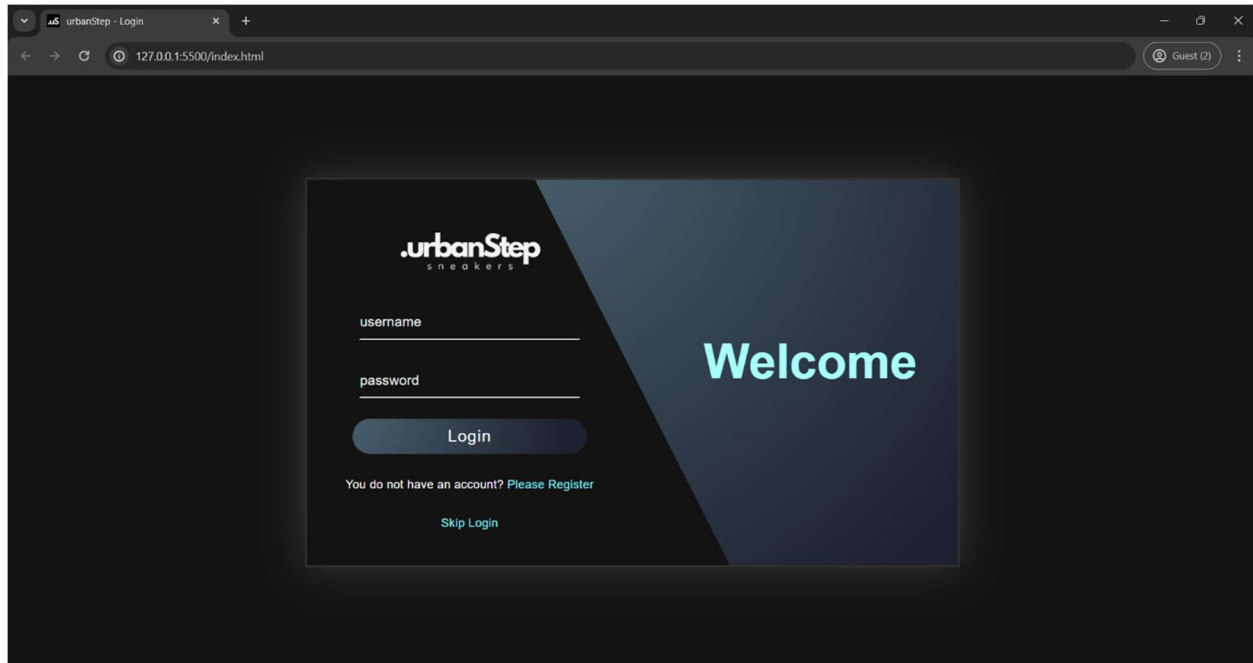 .uS urbanStep - Login
127.0.0.1:5500/index.html
Guest (2)
.urbanStep
sneakers
username
password
Login
You do not have an account? Please Register
Skip Login
Welcome